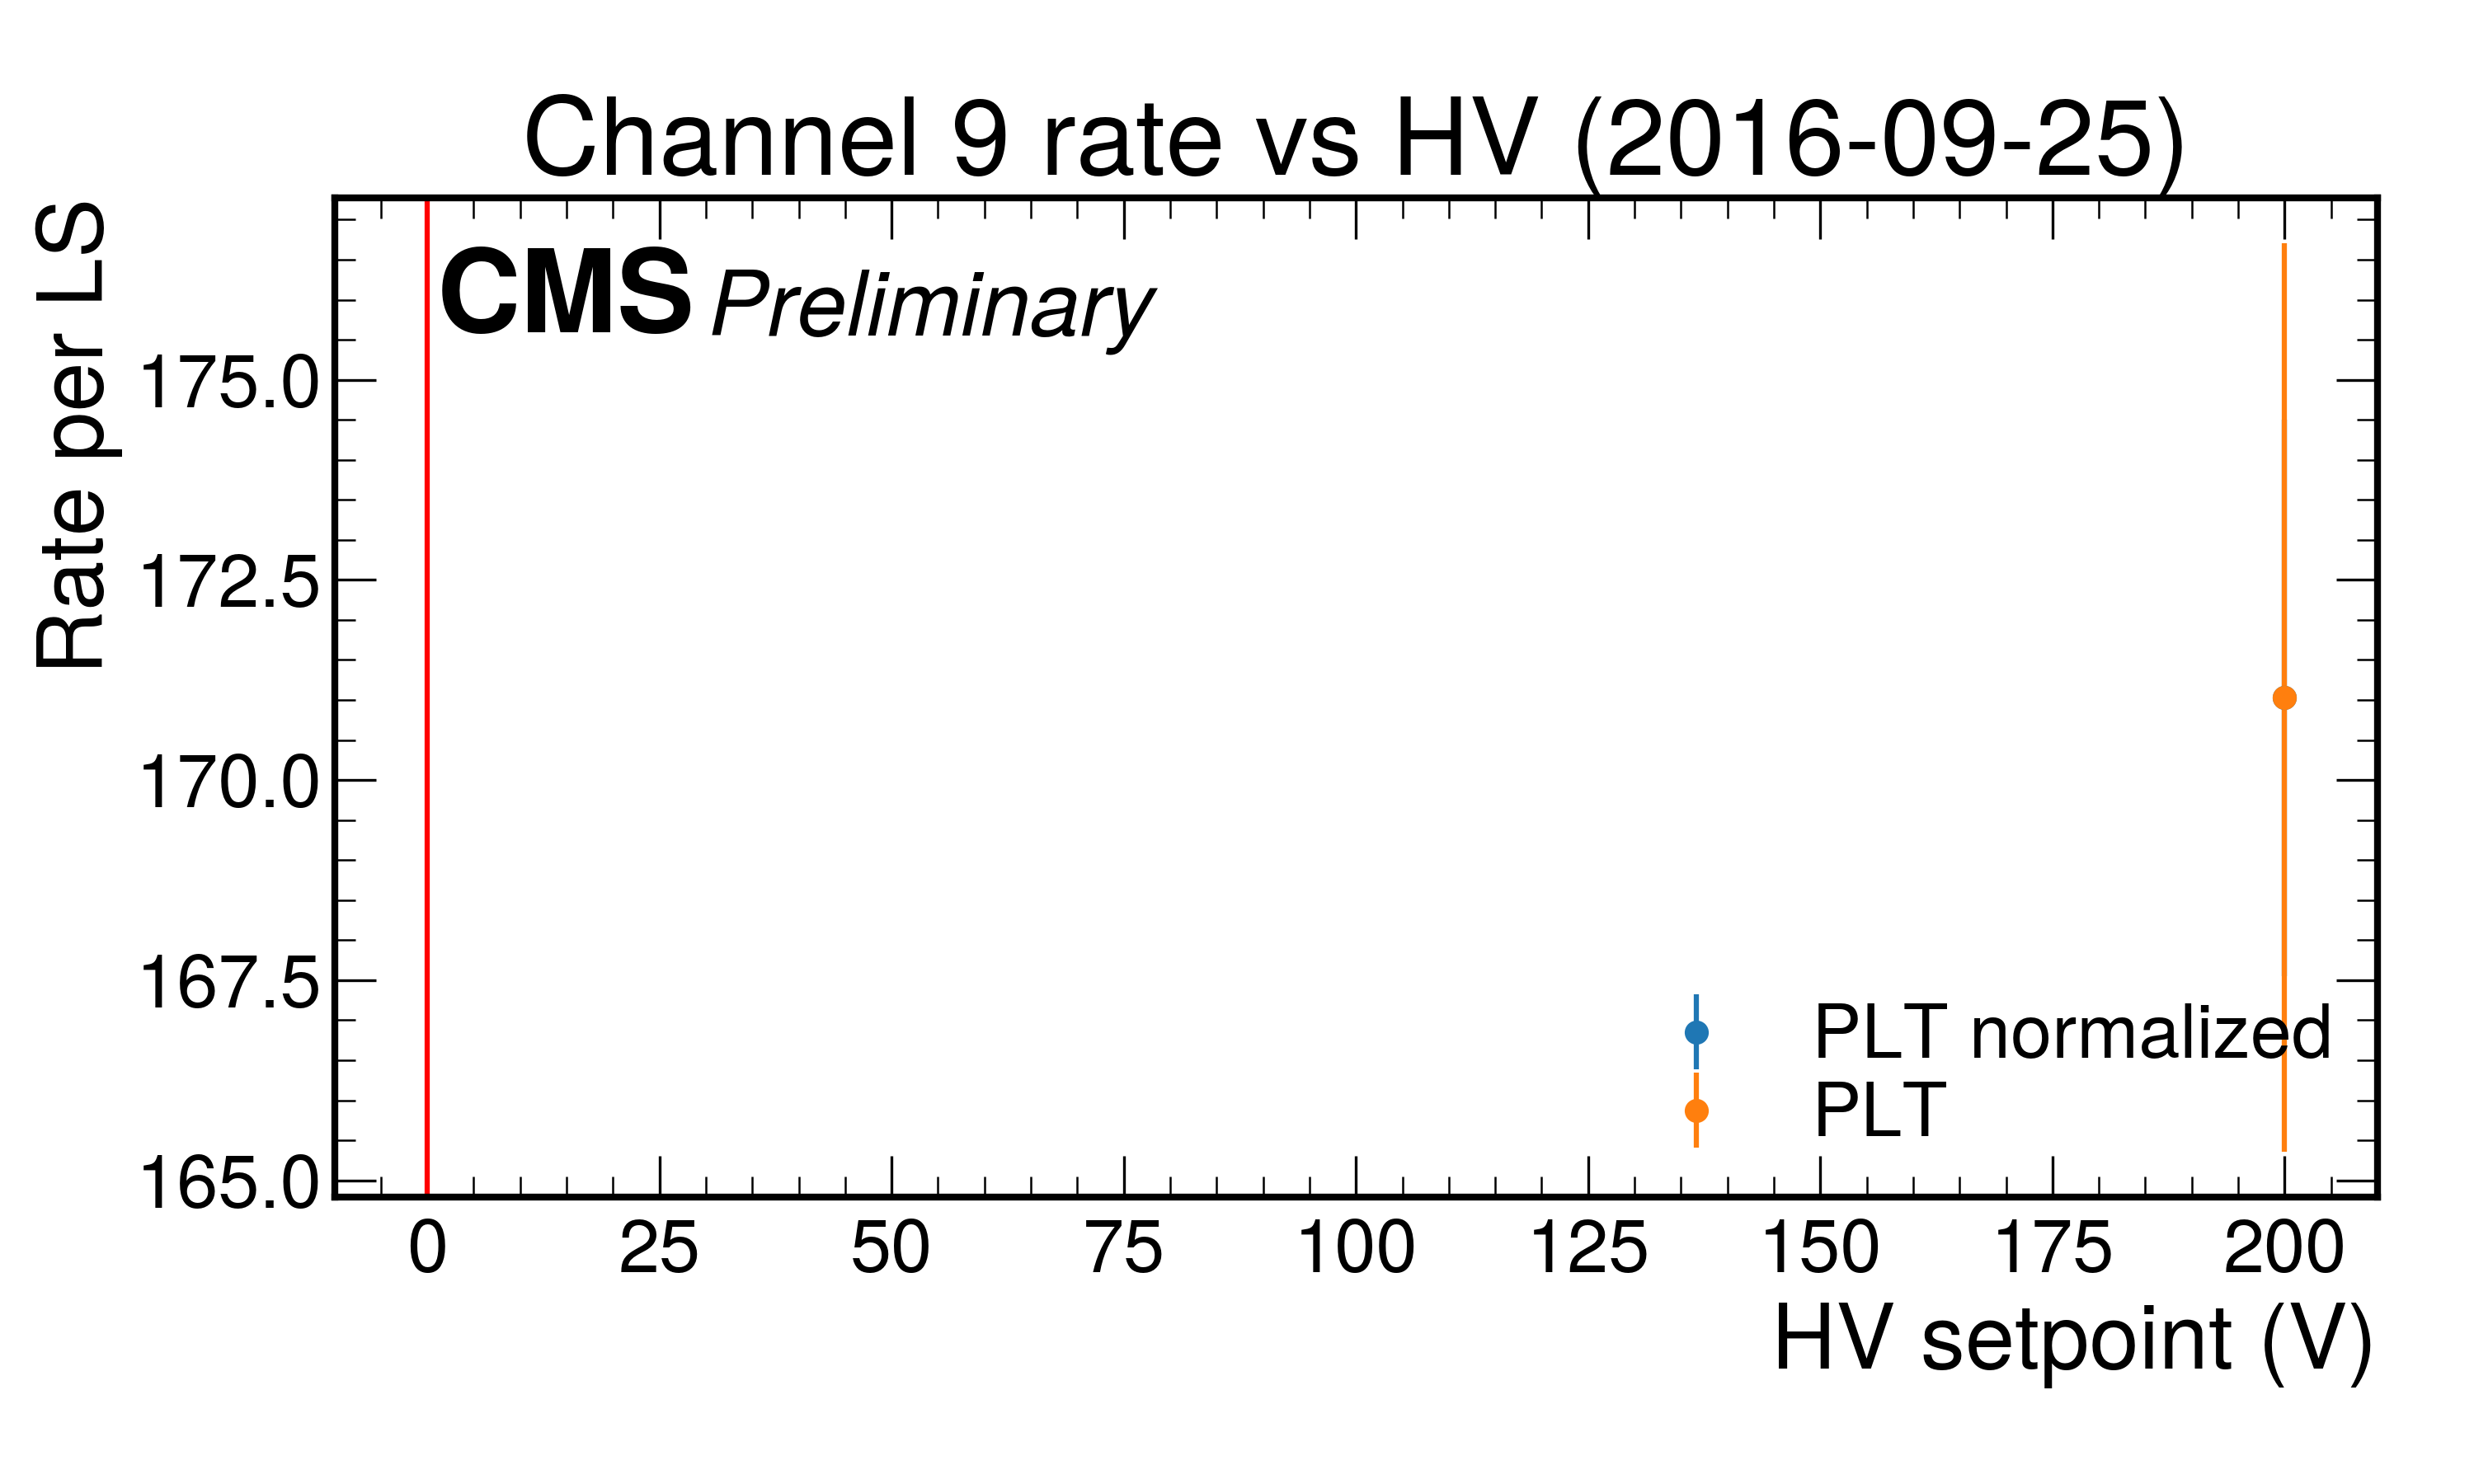 Channel 9 rate vs HV (2016-09-25)
CMS Preliminary
Rate per LS
175.0
172.5
170.0
167.5
165.0
PLT normalized
PLT
0 25 50 75 100 125 150 175 200
HV setpoint (V)